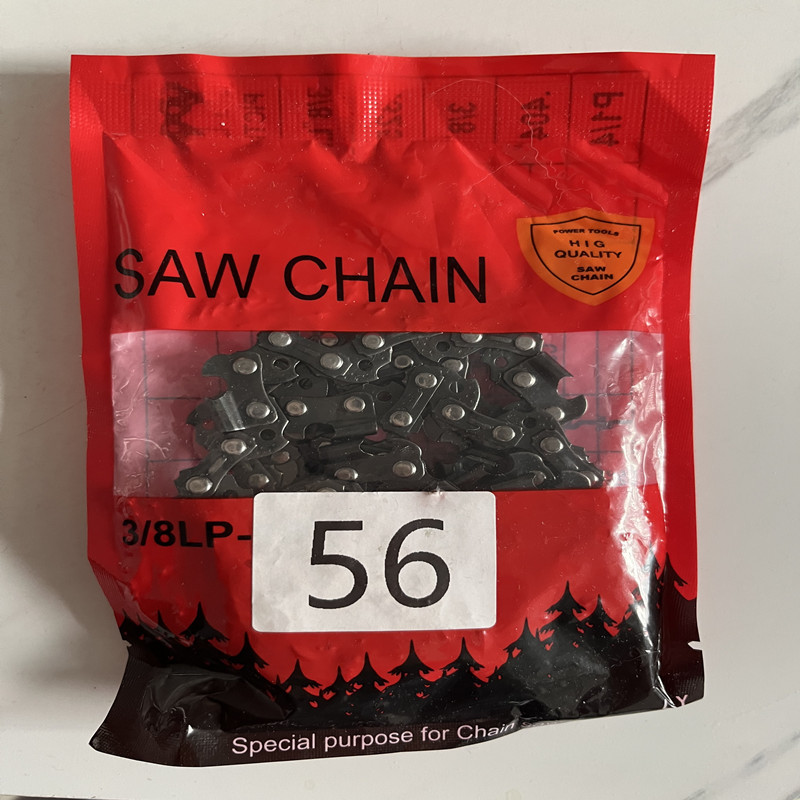 POWER TOOLS
HIG
QUALITY
SAW
CHAIN
SAW CHAIN
3/8LP-
56
Special purpose for Chain